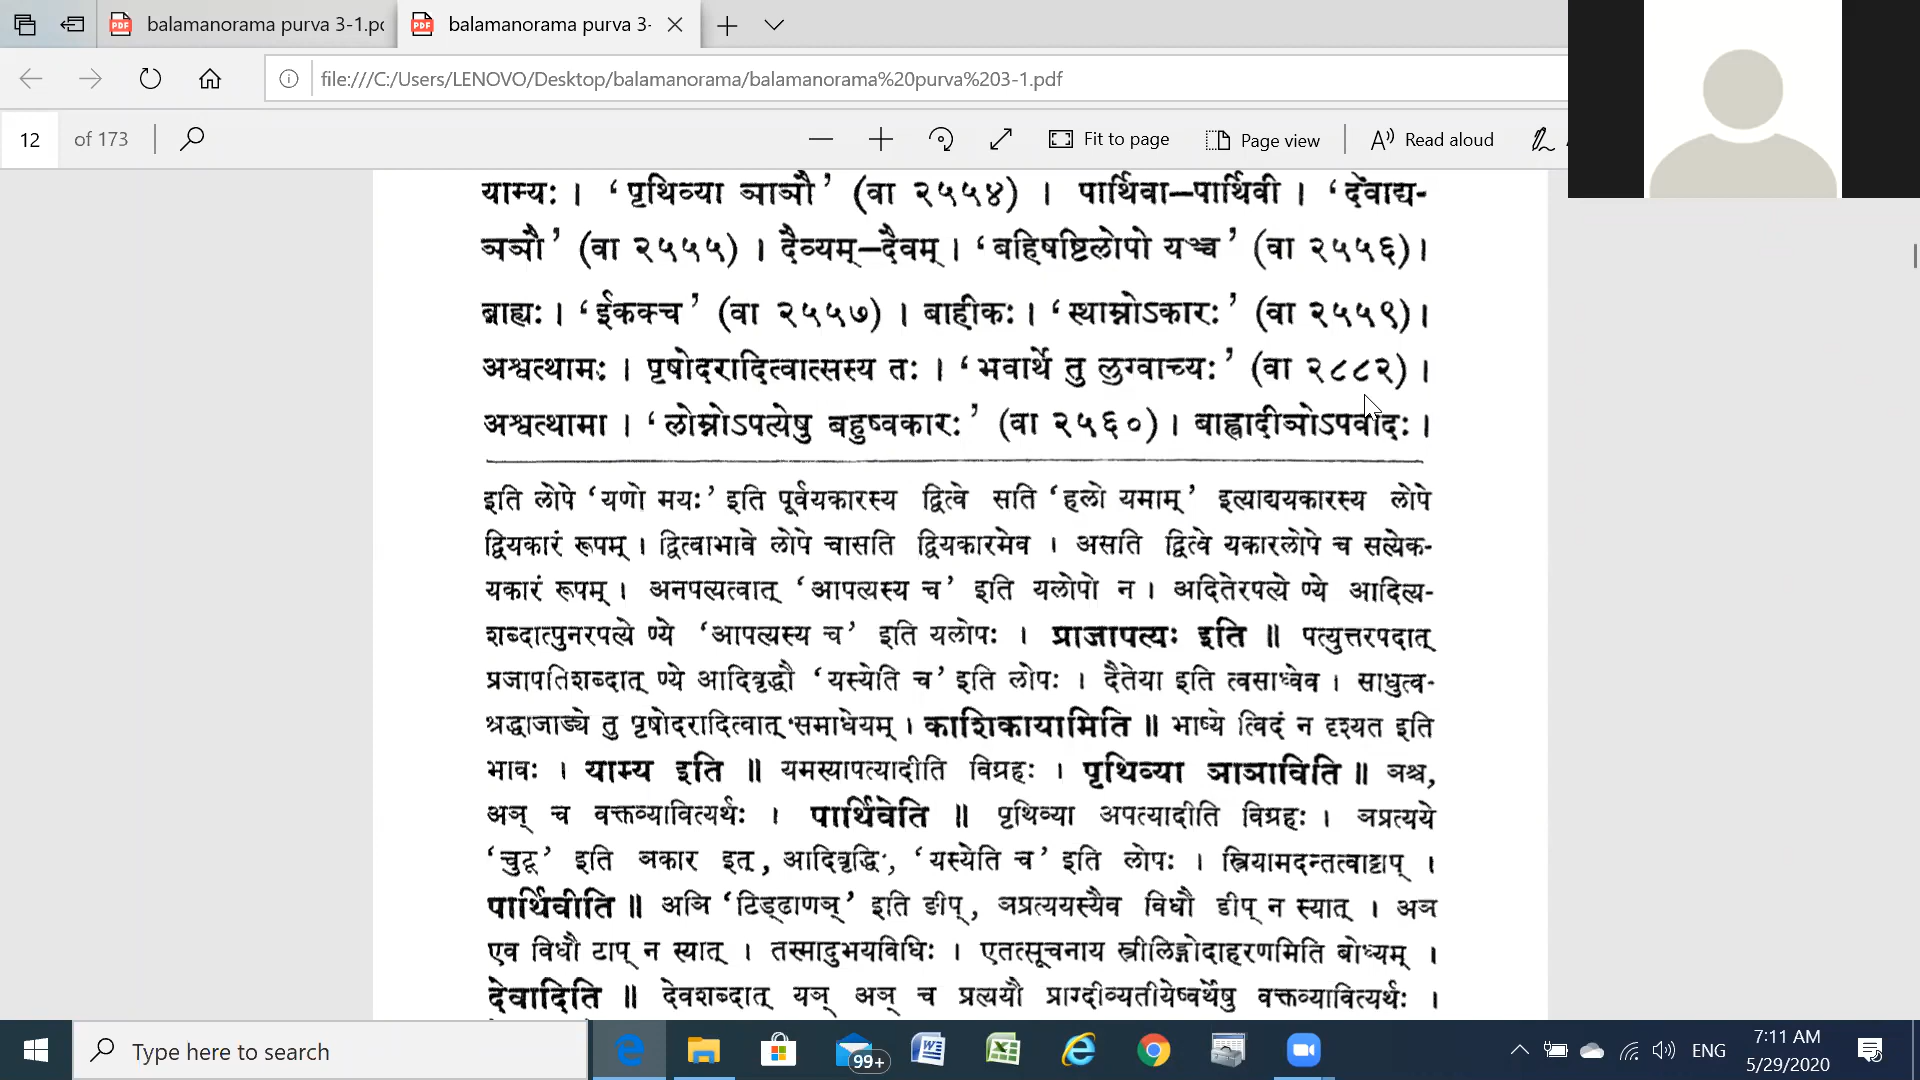 balamanorama purva 3-1.pc
balamanorama purva 3-
file:///C:/Users/LENOVO/Desktop/balamanorama/balamanorama%20purva%203-1.pdf
12 of 173
Fit to page
Page view
Read aloud
याम्यः । ‘ पृथिव्या ञाञौ ’ (वा २५५४) । पार्थिवा—पार्थिवी । ‘ देवाद्य-
ञञौ ’ (वा २५५५) । दैव्यम्—दैवम् । ‘ बहिषष्टिलोपो यञ्च ’ (वा २५५६) ।
बाह्यः । ‘ ईकक्च ’ (वा २५५७) । बाहीकः । ‘ स्थाम्नोऽकारः ’ (वा २५५९) ।
अश्वत्थामः । पृषोदरादित्वात्सस्य तः । ‘ भवार्थे तु लुग्वाच्यः ’ (वा २८८२) ।
अश्वत्थामा । ‘ लोम्नोऽपत्येषु बहुष्वकारः ’ (वा २५६०) । बाह्वादीञोऽपवादः ।
इति लोपे ‘ यणो मयः ’ इति पूर्वयकारस्य द्वित्वे सति ‘ हलो यमाम् ’ इत्याद्ययकारस्य लोपे
द्वियकारं रूपम् । द्वित्वाभावे लोपे चासति द्वियकारमेव । असति द्वित्वे यकारलोपे च सत्येक-
यकारं रूपम् । अनपत्यत्वात् ‘ आपत्यस्य च ’ इति यलोपो न । अदितेरपत्ये ण्ये आदित्य-
शब्दात्पुनरपत्ये ण्ये ‘ आपत्यस्य च ’ इति यलोपः । प्राजापत्यः इति ॥ पत्युत्तरपदात्
प्रजापतिशब्दात् ण्ये आदिवृद्धौ ‘ यस्येति च ’ इति लोपः । दैतेया इति त्वसाध्वेव । साधुत्व-
श्रद्धाजाड्ये तु पृषोदरादित्वात् समाधेयम् । काशिकायामिति ॥ भाष्ये त्विदं न दृश्यत इति
भावः । याम्य इति ॥ यमस्यापत्यादीति विग्रहः । पृथिव्या ञाञाविति ॥ ञश्च,
अञ् च वक्तव्यावित्यर्थः । पार्थिवेति ॥ पृथिव्या अपत्यादीति विग्रहः । ञप्रत्यये
‘ चुटू ’ इति ञकार इत् , आदिवृद्धिः, ‘ यस्येति च ’ इति लोपः । स्त्रियामदन्तत्वाट्टाप् ।
पार्थिवीति ॥ अञि ‘ टिड्ढाणञ् ’ इति ङीप्, ञप्रत्ययस्यैव विधौ ङीप् न स्यात् । अञ
एव विधौ टाप् न स्यात् । तस्मादुभयविधिः । एतत्सूचनाय स्त्रीलिङ्गोदाहरणमिति बोध्यम् ।
देवादिति ॥ देवशब्दात् यञ् अञ् च प्रत्ययौ प्राग्दीव्यतीयेष्वर्थेषु वक्तव्यावित्यर्थः ।
Type here to search
99+
ENG
7:11 AM
5/29/2020